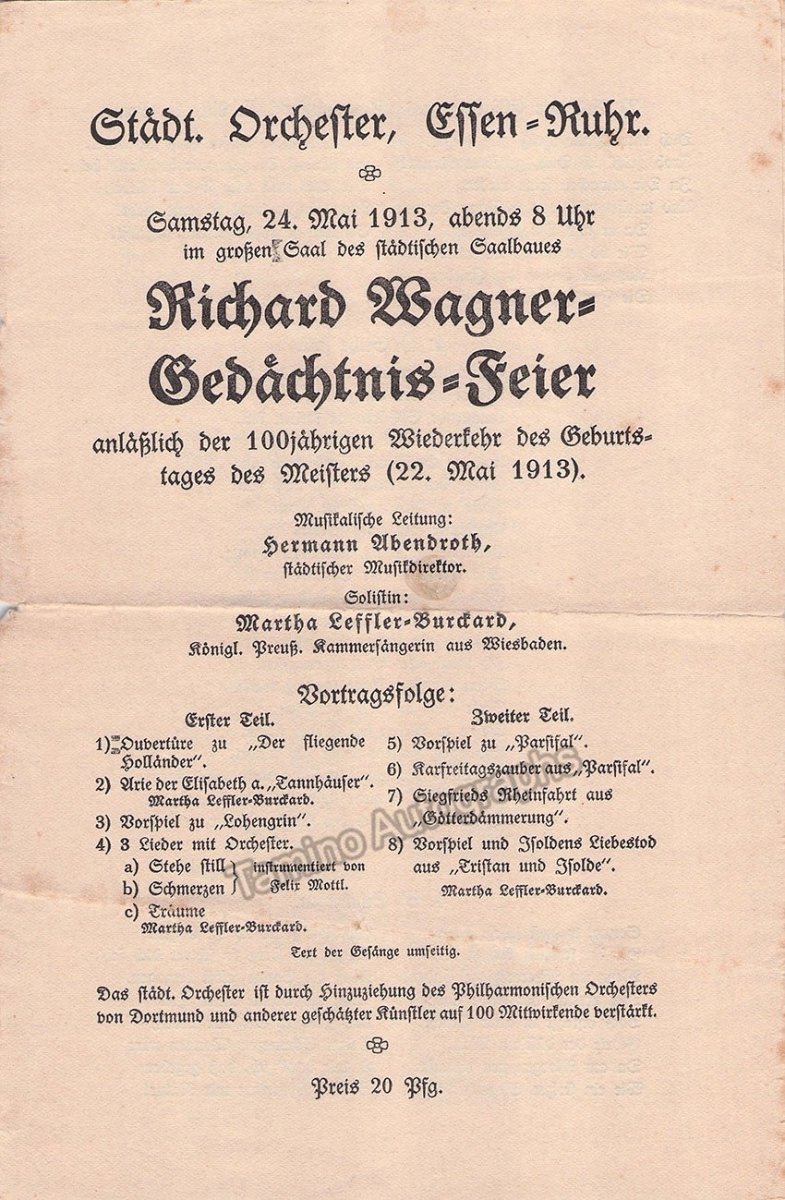 Städt. Orchester, Essen-Ruhr.
Samstag, 24. Mai 1913, abends 8 Uhr
im großen Saal des städtischen Saalbaues
Richard Wagner-
Gedächtnis-Feier
anläßlich der 100jährigen Wiederkehr des Geburts-
tages des Meisters (22. Mai 1913).
Musikalische Leitung:
Hermann Abendroth,
städtischer Musikdirektor.
Solistin:
Martha Leffler-Burckard,
Königl. Preuß. Kammersängerin aus Wiesbaden.
Vortragsfolge:
Erster Teil.
1) Ouvertüre zu „Der fliegende
Holländer“.
2) Arie der Elisabeth a. „Tannhäuser“.
Martha Leffler-Burckard.
3) Vorspiel zu „Lohengrin“.
4) 3 Lieder mit Orchester.
a) Stehe still } instrumentiert von
b) Schmerzen } Felix Mottl.
c) Träume
Martha Leffler-Burckard.
Zweiter Teil.
5) Vorspiel zu „Parsifal“.
6) Karfreitagszauber aus „Parsifal“.
7) Siegfrieds Rheinfahrt aus
„Götterdämmerung“.
8) Vorspiel und Isoldens Liebestod
aus „Tristan und Isolde“.
Martha Leffler-Burckard.
Text der Gesänge umseitig.
Das städt. Orchester ist durch Hinzuziehung des Philharmonischen Orchesters
von Dortmund und anderer geschätzter Künstler auf 100 Mitwirkende verstärkt.
Preis 20 Pfg.
Tamino Autographs